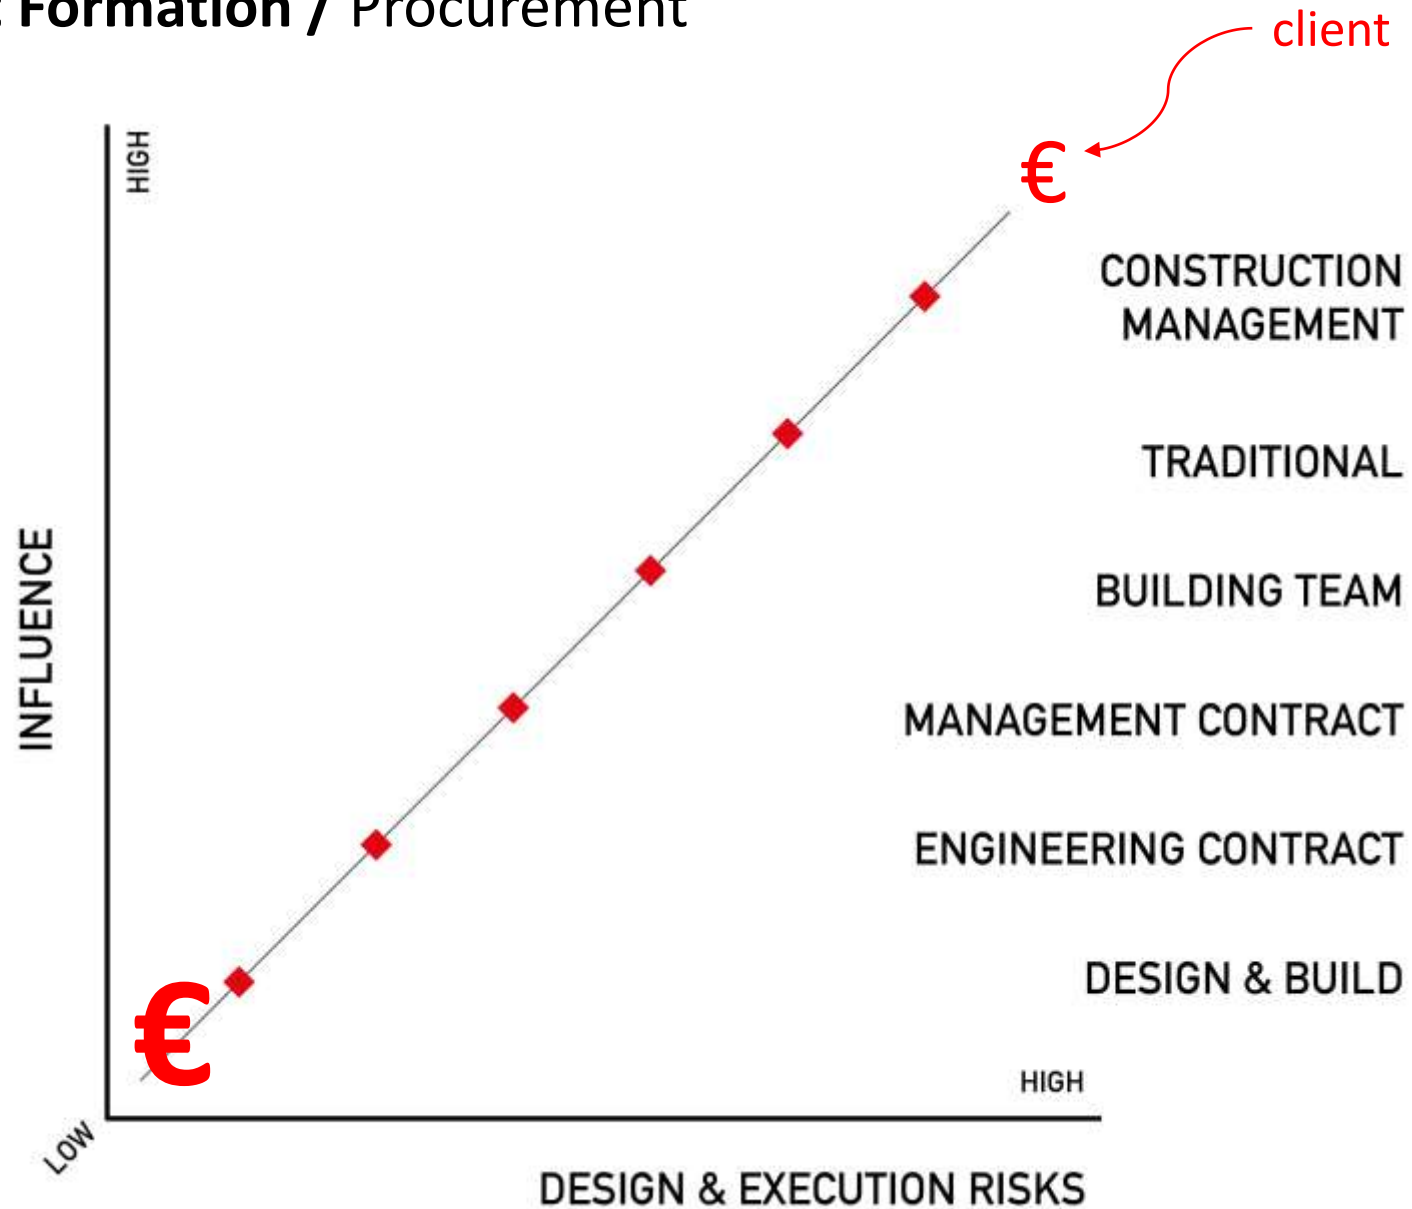 Formation / Procurement
client
HIGH
€
CONSTRUCTION
MANAGEMENT
TRADITIONAL
BUILDING TEAM
INFLUENCE
MANAGEMENT CONTRACT
ENGINEERING CONTRACT
DESIGN & BUILD
€
HIGH
LOW
DESIGN & EXECUTION RISKS